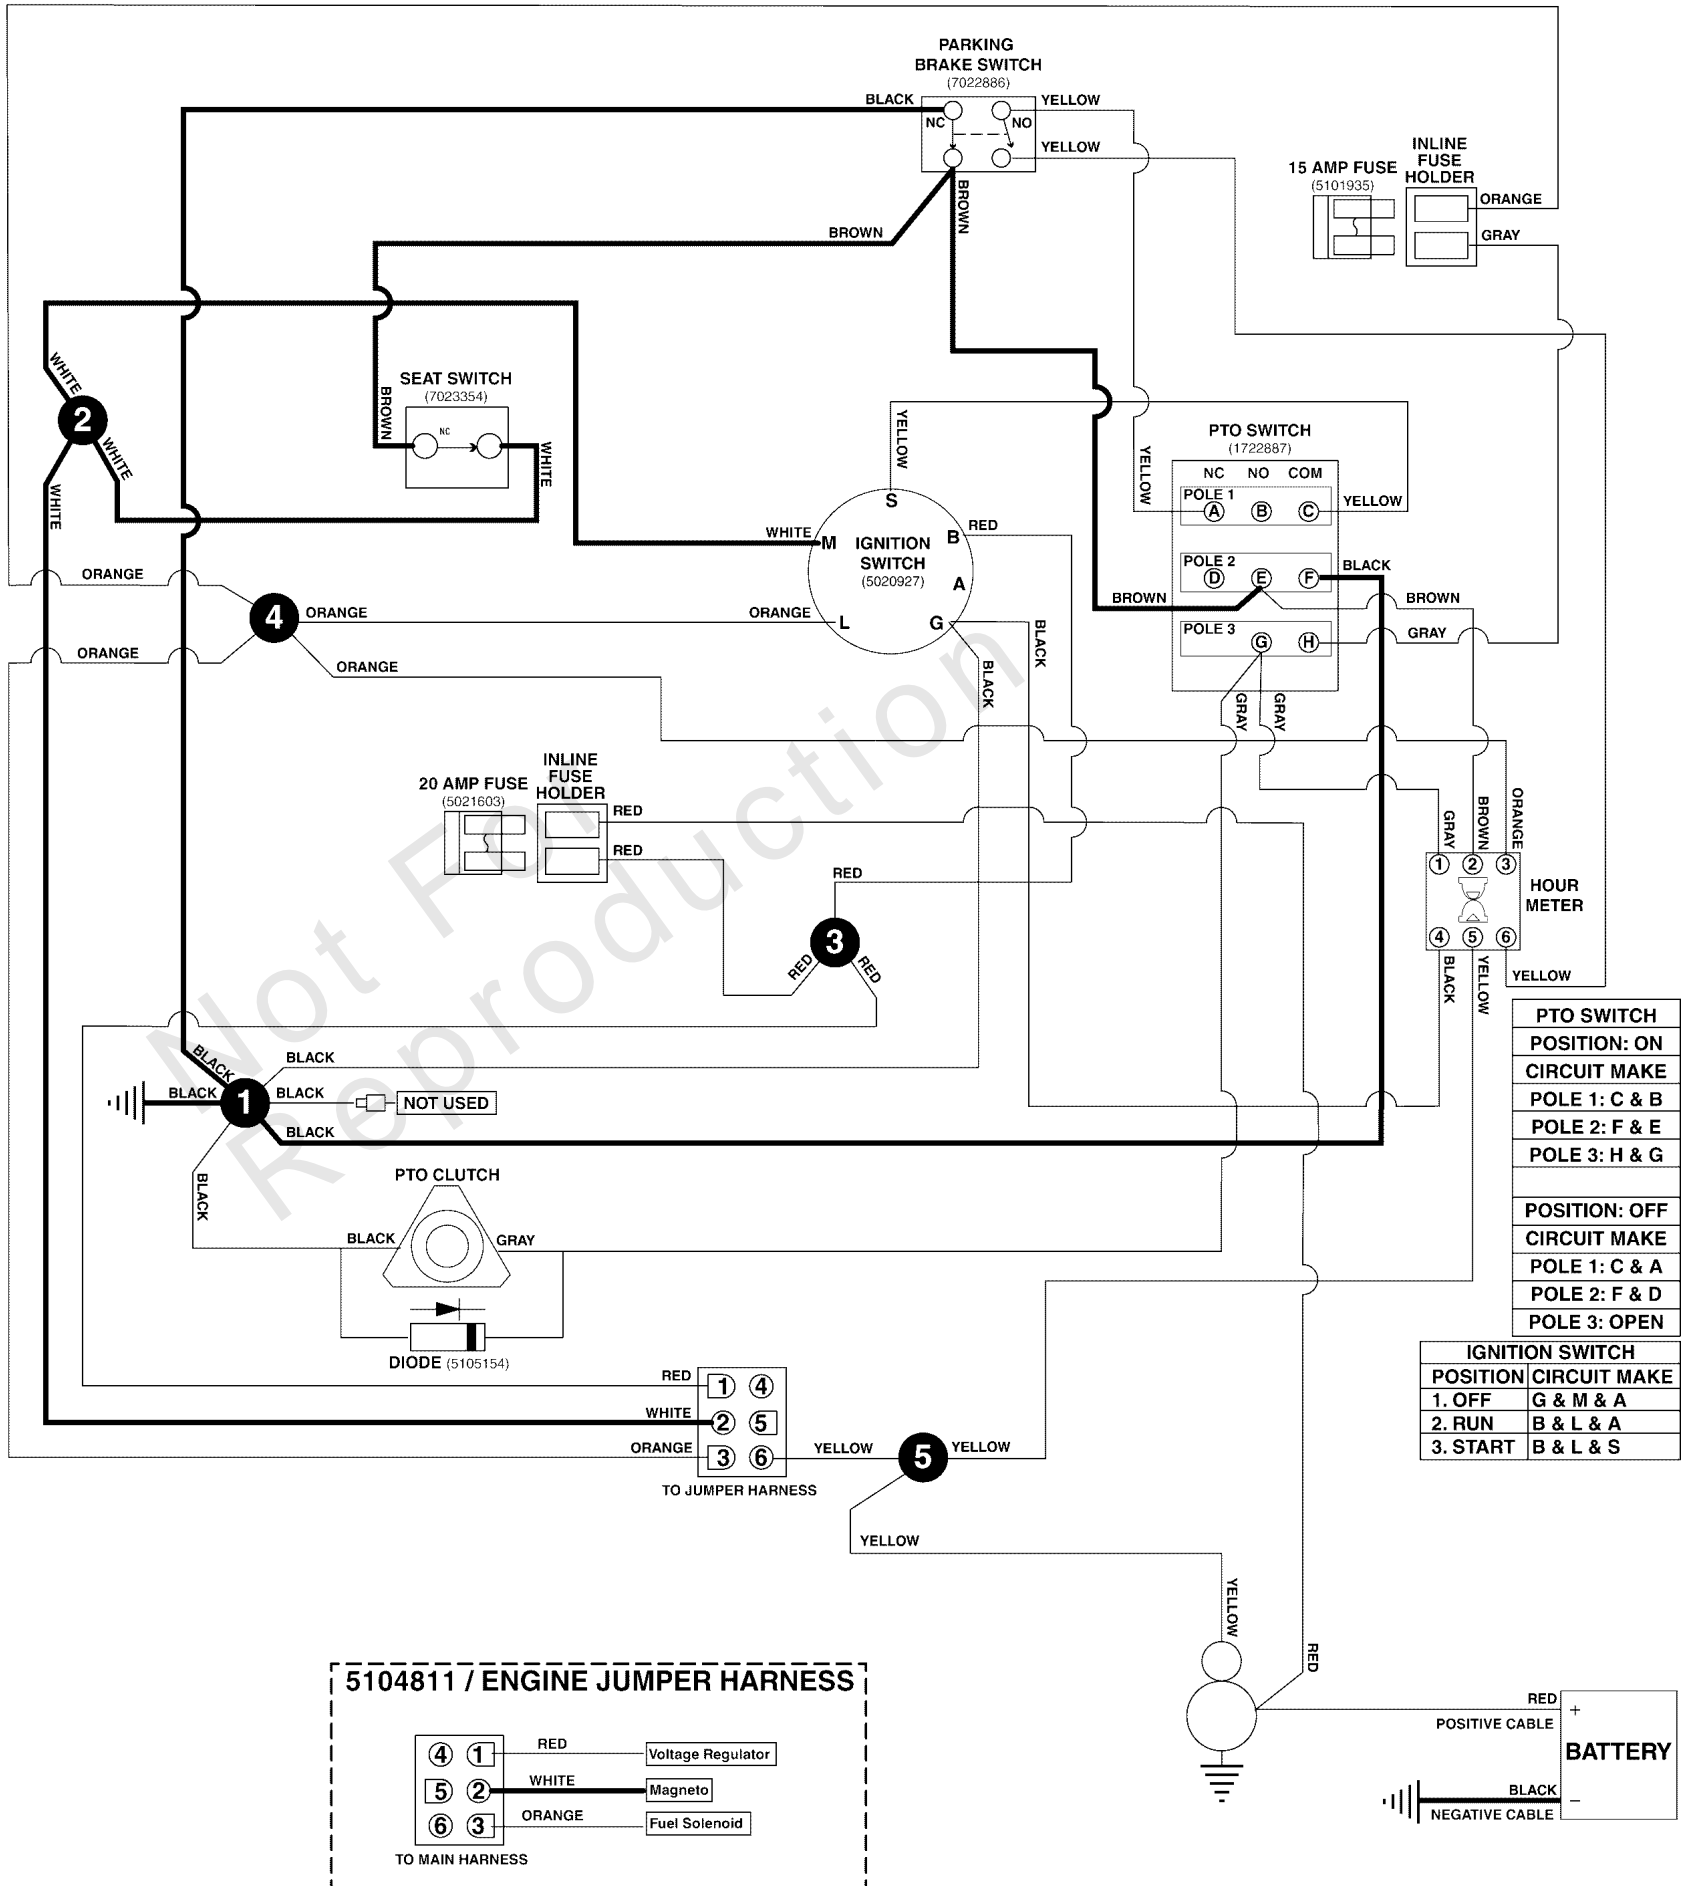 PARKING
BRAKE SWITCH
(7022886)
BLACK
YELLOW
NC
NO
YELLOW
BROWN
BROWN
15 AMP FUSE
(5101935)
INLINE
FUSE
HOLDER
ORANGE
GRAY
WHITE
2
WHITE
WHITE
SEAT SWITCH
(7023354)
BROWN
NC
WHITE
YELLOW
S
WHITE
M
IGNITION
SWITCH
(5020927)
B
RED
A
ORANGE
L
G
BLACK
BLACK
PTO SWITCH
(1722887)
NC NO COM
YELLOW
POLE 1
A B C
YELLOW
POLE 2
D E F
BLACK
BROWN
BROWN
POLE 3
G H
GRAY
GRAY
GRAY
ORANGE
4
ORANGE
ORANGE
ORANGE
20 AMP FUSE
(5021603)
INLINE
FUSE
HOLDER
RED
RED
RED
3
RED
RED
GRAY
BROWN
ORANGE
1 2 3
HOUR
METER
4 5 6
BLACK
YELLOW
YELLOW
Not For
Reproduction
BLACK
BLACK
BLACK
1
BLACK
NOT USED
BLACK
BLACK
PTO CLUTCH
BLACK
GRAY
DIODE (5105154)
PTO SWITCH
POSITION: ON
CIRCUIT MAKE
POLE 1: C & B
POLE 2: F & E
POLE 3: H & G
POSITION: OFF
CIRCUIT MAKE
POLE 1: C & A
POLE 2: F & D
POLE 3: OPEN
IGNITION SWITCH
POSITION CIRCUIT MAKE
1. OFF G & M & A
2. RUN B & L & A
3. START B & L & S
RED
1 4
WHITE
2 5
ORANGE
3 6
YELLOW
5
YELLOW
TO JUMPER HARNESS
YELLOW
YELLOW
RED
RED
POSITIVE CABLE
+
BATTERY
BLACK
NEGATIVE CABLE
−
5104811 / ENGINE JUMPER HARNESS
4 1
RED
Voltage Regulator
5 2
WHITE
Magneto
6 3
ORANGE
Fuel Solenoid
TO MAIN HARNESS